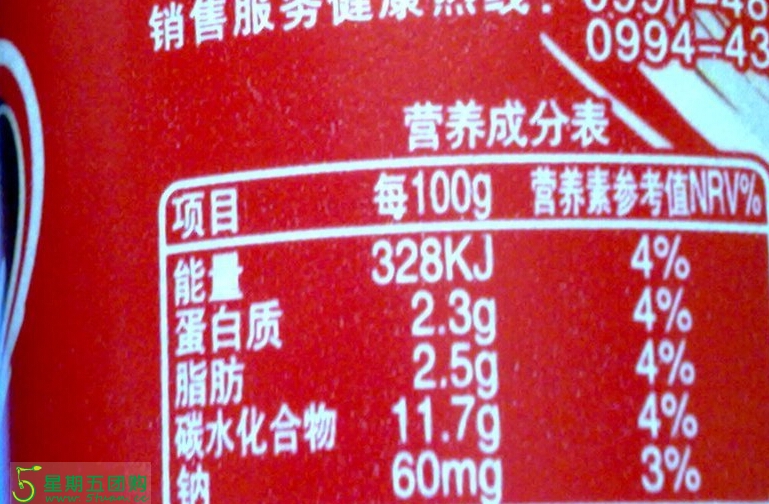 销售服务健康热线:0991-48
0994-43
营养成分表
项目 每100g 营养素参考值NRV%
能量 328KJ 4%
蛋白质 2.3g 4%
脂肪 2.5g 4%
碳水化合物 11.7g 4%
钠 60mg 3%
星期五团购